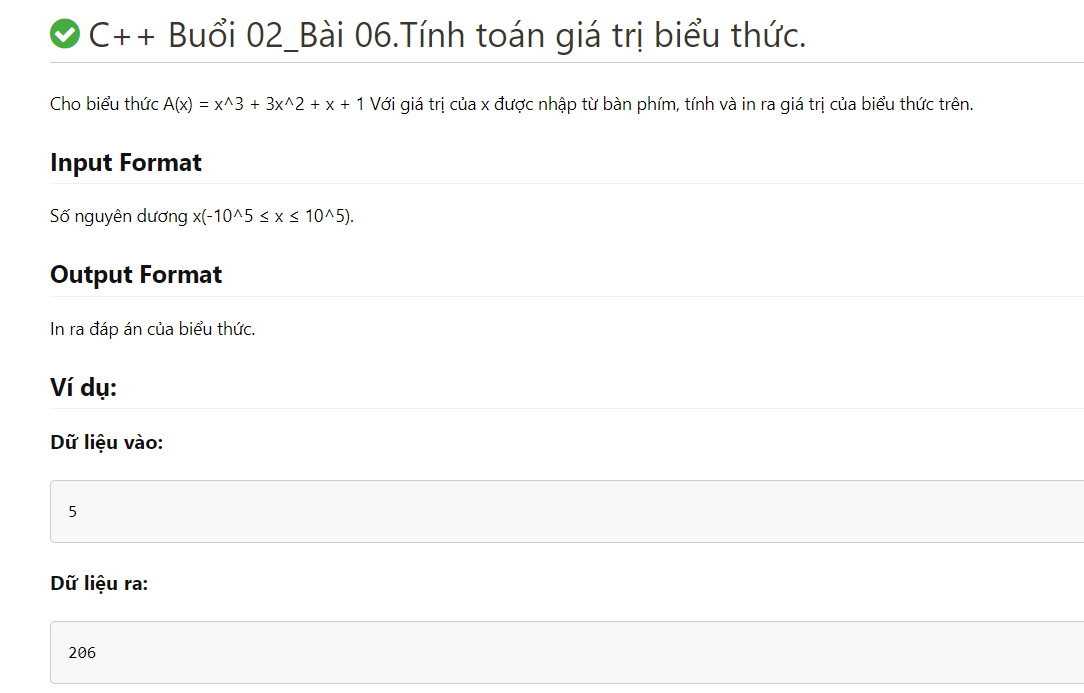 C++ Buổi 02_Bài 06.Tính toán giá trị biểu thức.
Cho biểu thức A(x) = x^3 + 3x^2 + x + 1 Với giá trị của x được nhập từ bàn phím, tính và in ra giá trị của biểu thức trên.
Input Format
Số nguyên dương x(-10^5 ≤ x ≤ 10^5).
Output Format
In ra đáp án của biểu thức.
Ví dụ:
Dữ liệu vào:
5
Dữ liệu ra:
206